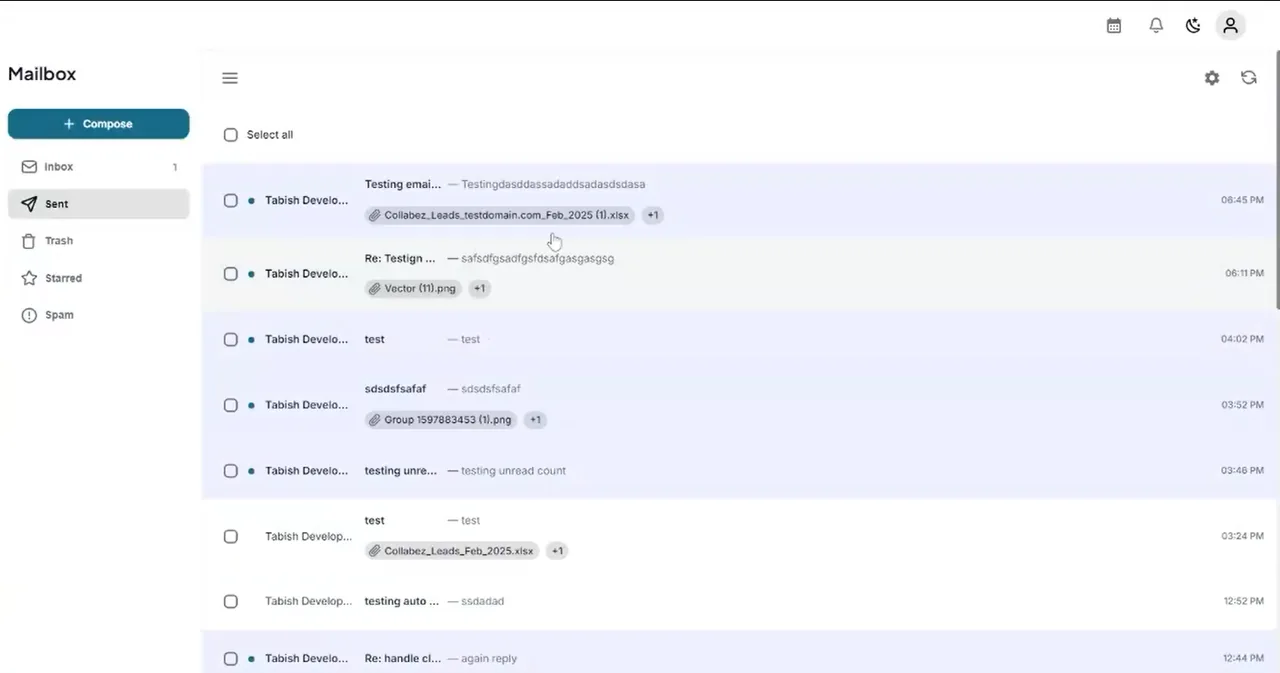 Mailbox
+ Compose
Inbox 1
Sent
Trash
Starred
Spam
Select all
Tabish Develo... Testing emai... — Testingdasddassadaddsadasdsdasa 06:45 PM
Collabez_Leads_testdomain.com_Feb_2025 (1).xlsx +1
Tabish Develo... Re: Testign ... — safsdfgsadfgsfdsafgasgasgsg 06:11 PM
Vector (11).png +1
Tabish Develo... test — test 04:02 PM
Tabish Develo... sdsdsfsafaf — sdsdsfsafaf 03:52 PM
Group 1597883453 (1).png +1
Tabish Develo... testing unre... — testing unread count 03:46 PM
Tabish Develop... test — test 03:24 PM
Collabez_Leads_Feb_2025.xlsx +1
Tabish Develop... testing auto ... — ssdadad 12:52 PM
Tabish Develo... Re: handle cl... — again reply 12:44 PM